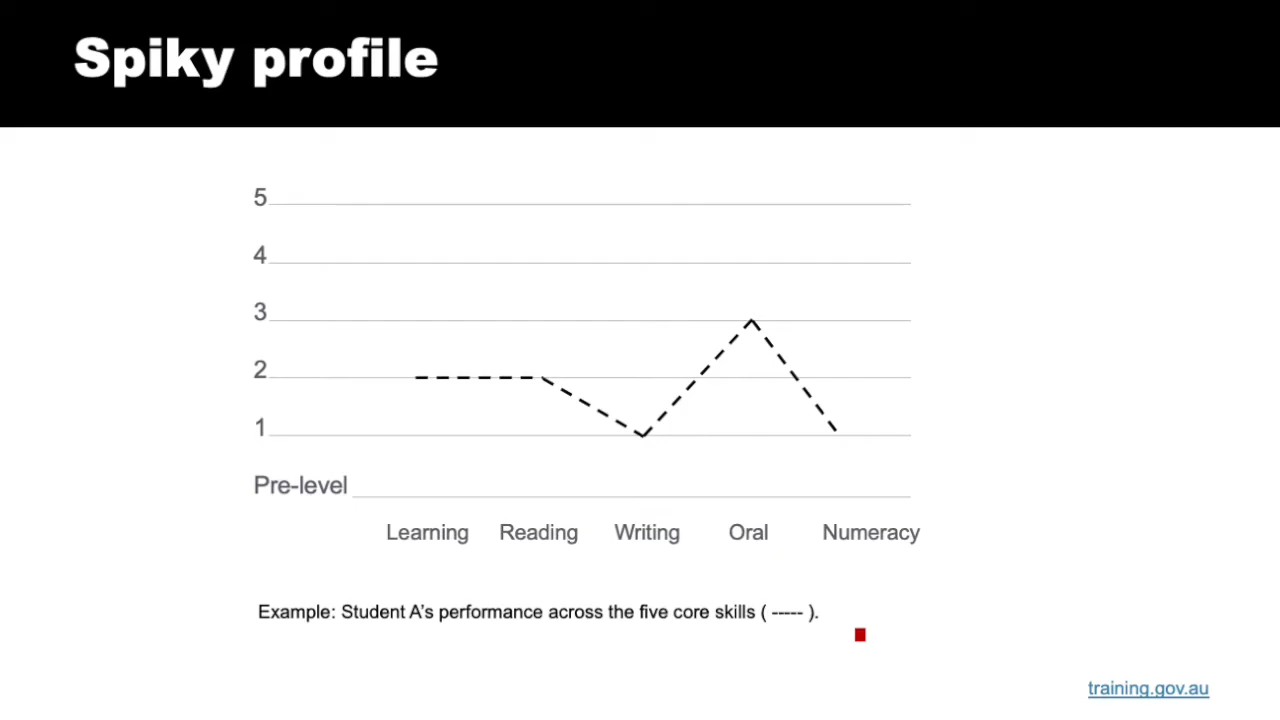 Spiky profile
5
4
3
2
1
Pre-level
Learning Reading Writing Oral Numeracy
Example: Student A’s performance across the five core skills ( ----- ).
training.gov.au